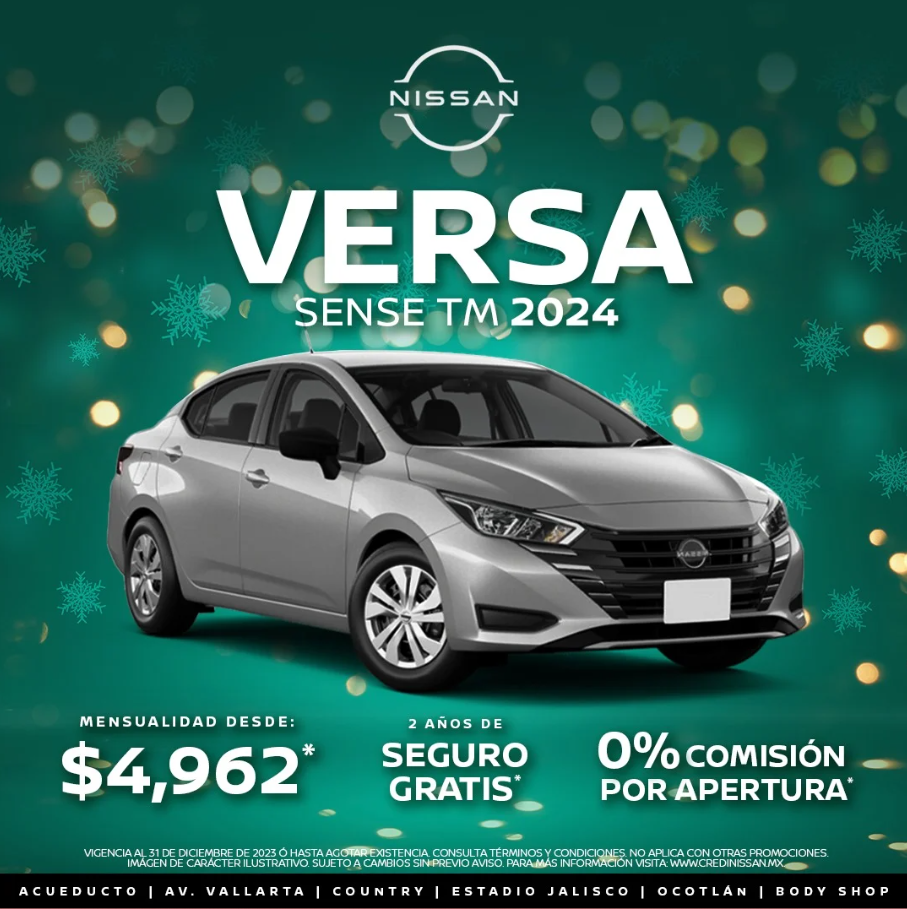 NISSAN
VERSA
SENSE TM 2024
MENSUALIDAD DESDE:
$4,962*
2 AÑOS DE
SEGURO
GRATIS*
0% COMISIÓN
POR APERTURA*
VIGENCIA AL 31 DE DICIEMBRE DE 2023 Ó HASTA AGOTAR EXISTENCIA. CONSULTA TÉRMINOS Y CONDICIONES. NO APLICA CON OTRAS PROMOCIONES.
IMÁGEN DE CARÁCTER ILUSTRATIVO. SUJETO A CAMBIOS SIN PREVIO AVISO. PARA MÁS INFORMACIÓN VISITA: WWW.CREDINISSAN.MX
ACUEDUCTO | AV. VALLARTA | COUNTRY | ESTADIO JALISCO | OCOTLÁN | BODY SHOP